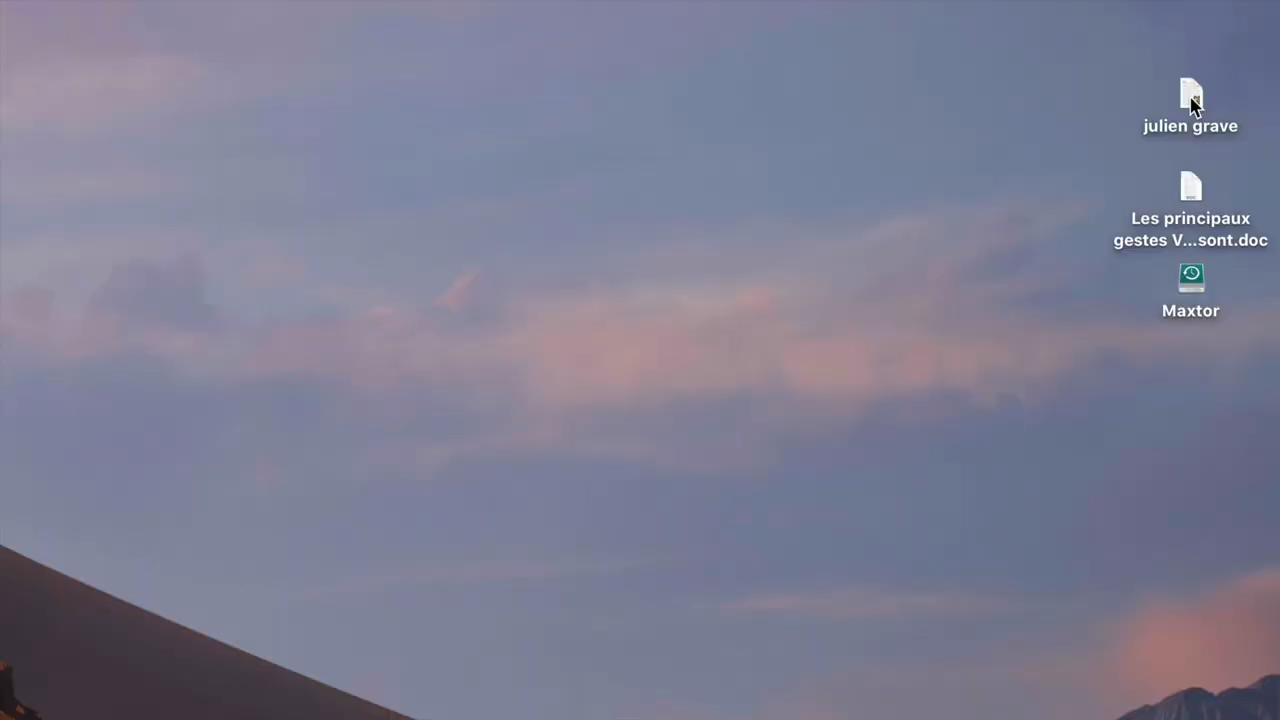 julien grave
Les principaux
gestes V...sont.doc
Maxtor